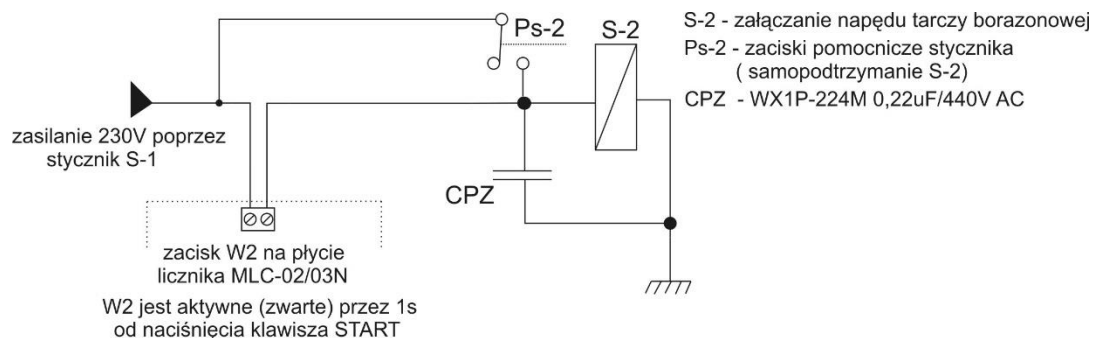 Ps-2
S-2
S-2 - załączanie napędu tarczy borazonowej
Ps-2 - zaciski pomocnicze stycznika
( samopodtrzymanie S-2)
CPZ - WX1P-224M 0,22uF/440V AC
zasilanie 230V poprzez
stycznik S-1
CPZ
zacisk W2 na płycie
licznika MLC-02/03N
W2 jest aktywne (zwarte) przez 1s
od naciśnięcia klawisza START